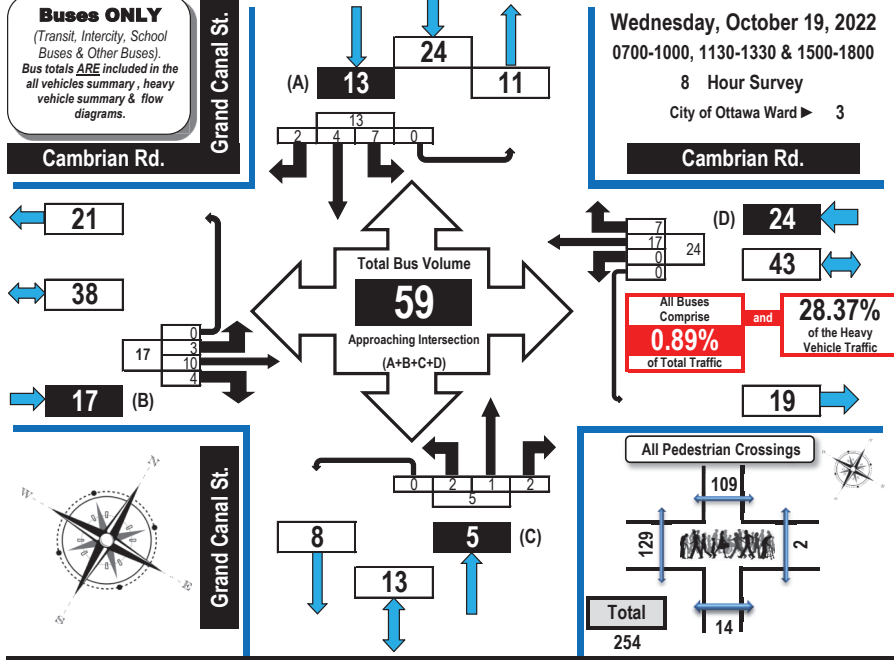 Buses ONLY
(Transit, Intercity, School
Buses & Other Buses).
Bus totals ARE included in the
all vehicles summary , heavy
vehicle summary & flow
diagrams.
Grand Canal St.
Cambrian Rd.
24
(A) 13 11
13
2 4 7 0
Wednesday, October 19, 2022
0700-1000, 1130-1330 & 1500-1800
8 Hour Survey
City of Ottawa Ward ► 3
Cambrian Rd.
21
38
0
17 3
10
4
17 (B)
Total Bus Volume
59
Approaching Intersection
(A+B+C+D)
7
17 24
0
0
(D) 24
43
All Buses
Comprise
0.89%
of Total Traffic
and
28.37%
of the Heavy
Vehicle Traffic
19
N
W
E
S
Grand Canal St.
0 2 1 2
5
8 5 (C)
13
All Pedestrian Crossings
109
129
2
14
Total
254